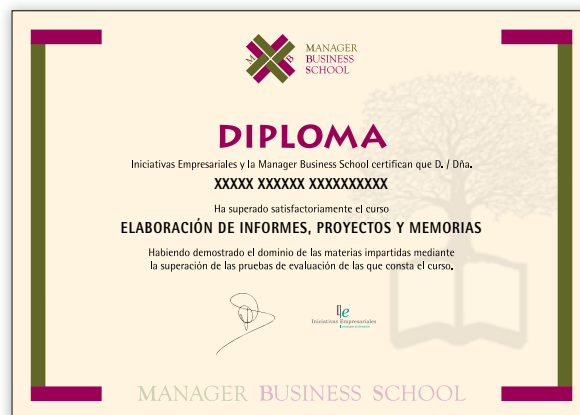 M B
MANAGER
BUSINESS
SCHOOL
DIPLOMA
Iniciativas Empresariales y la Manager Business School certifican que D. / Dña.
XXXXX XXXXXX XXXXXXXXXX
Ha superado satisfactoriamente el curso
ELABORACIÓN DE INFORMES, PROYECTOS Y MEMORIAS
Habiendo demostrado el dominio de las materias impartidas mediante
la superación de las pruebas de evaluación de las que consta el curso.
Iniciativas Empresariales
MANAGER BUSINESS SCHOOL